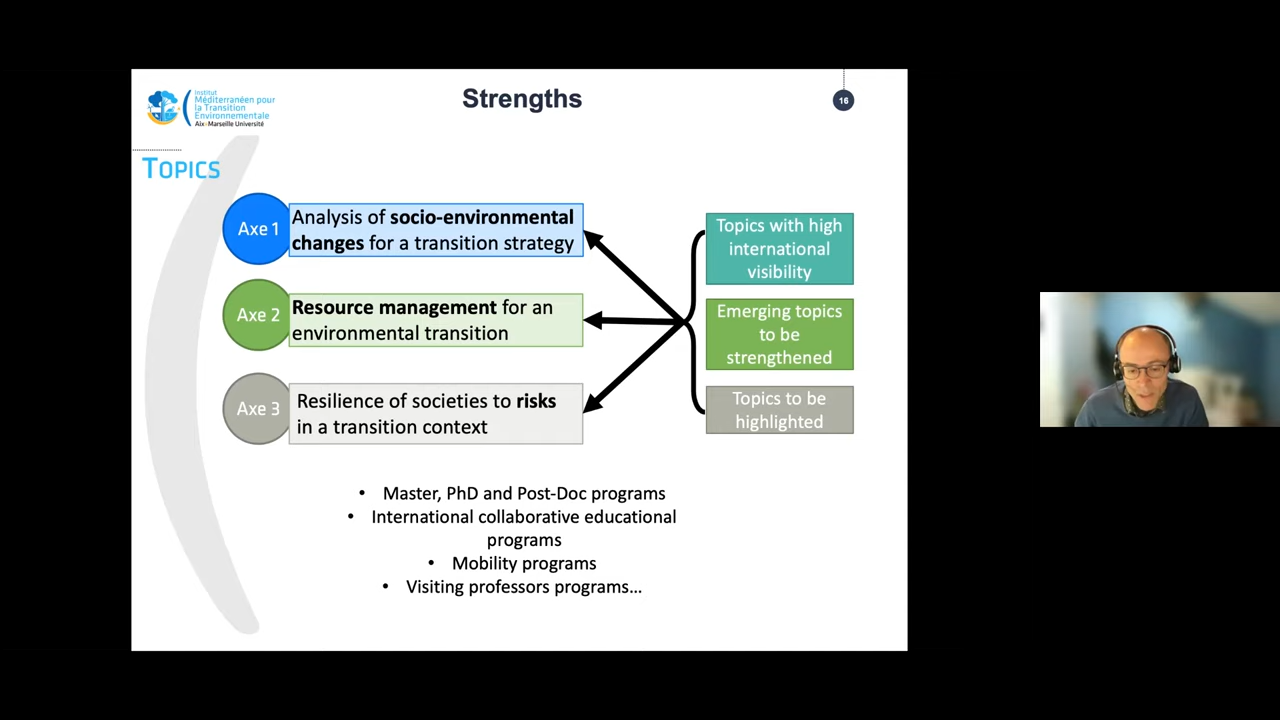 Institut
Méditerranéen pour
la Transition
Environnementale
Aix•Marseille Université
Strengths
16
TOPICS
Axe 1
Analysis of socio-environmental
changes for a transition strategy
Axe 2
Resource management for an
environmental transition
Axe 3
Resilience of societies to risks
in a transition context
Topics with high
international
visibility
Emerging topics
to be
strengthened
Topics to be
highlighted
• Master, PhD and Post-Doc programs
• International collaborative educational
programs
• Mobility programs
• Visiting professors programs…